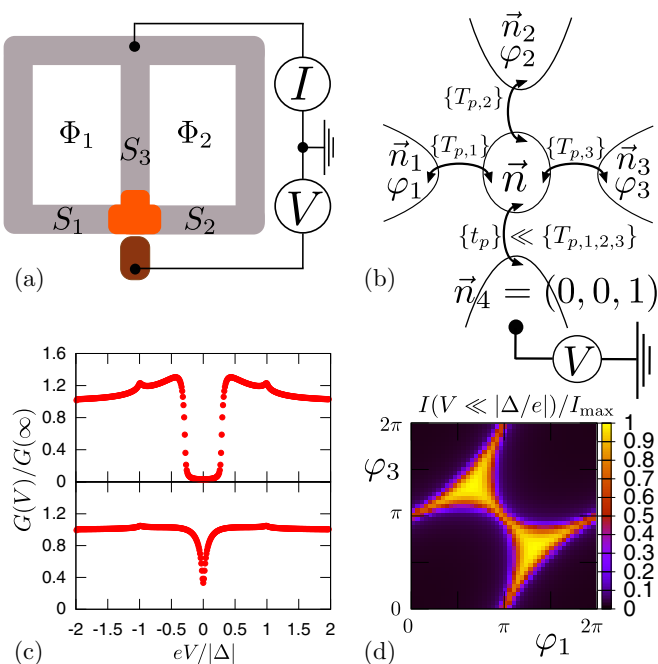 I
Φ₁
Φ₂
S₃
V
S₁
S₂
(a)
n⃗₂
φ₂
{Tₚ,₂}
n⃗₁
φ₁
{Tₚ,₁}
n⃗
{Tₚ,₃}
n⃗₃
φ₃
{tₚ} ≪ {Tₚ,₁,₂,₃}
n⃗₄ = (0, 0, 1)
V
(b)
G(V)/G(∞)
1.6
1.2
0.8
0.4
0
1.2
0.8
0.4
0
-2 -1.5 -1 -0.5 0 0.5 1 1.5 2
eV/|Δ|
(c)
I(V ≪ |Δ/e|)/Iₘₐₓ
2π
φ₃
π
0
0 π 2π
φ₁
1
0.9
0.8
0.7
0.6
0.5
0.4
0.3
0.2
0.1
0
(d)